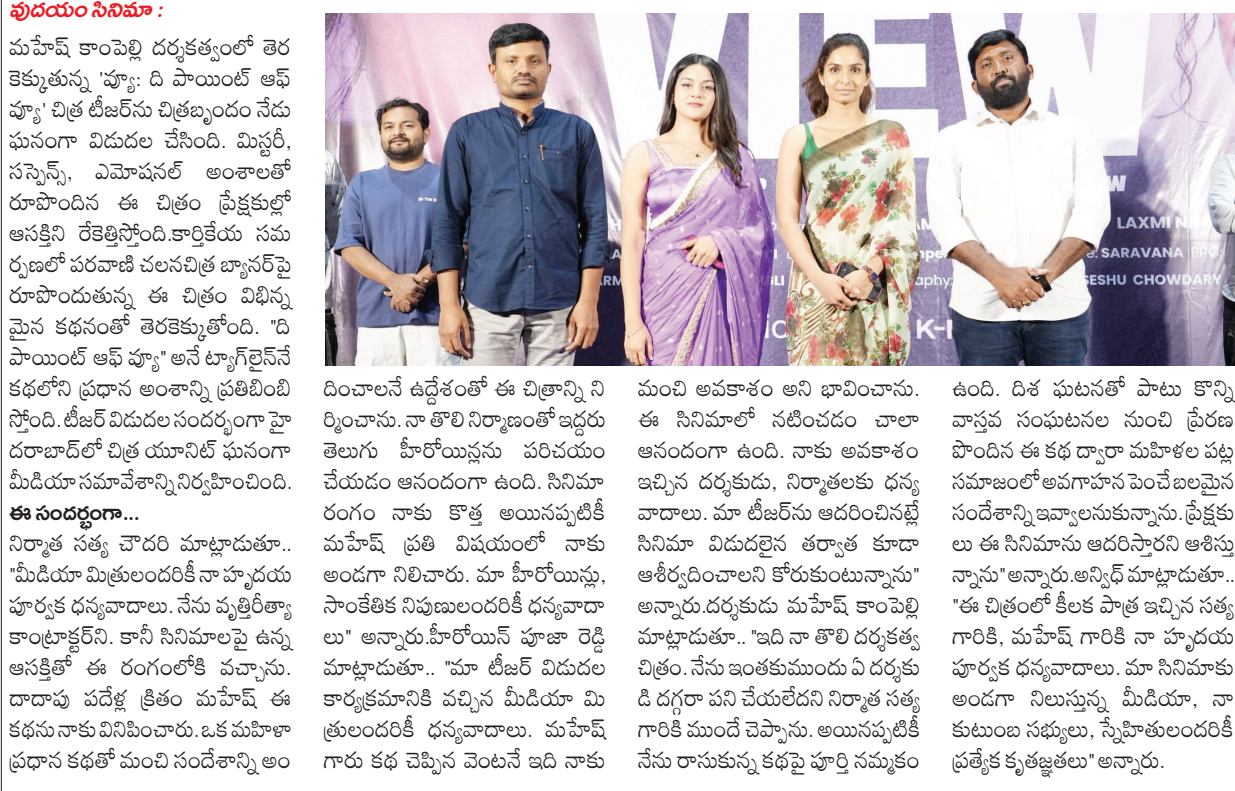 వుదయం సినిమా :
మహేష్ కాంపెల్లి దర్శకత్వంలో తెర
కెక్కుతున్న 'వ్యూ: ది పాయింట్ ఆఫ్
వ్యూ' చిత్ర టీజర్‌ను చిత్రబృందం నేడు
ఘనంగా విడుదల చేసింది. మిస్టరీ,
సస్పెన్స్, ఎమోషనల్ అంశాలతో
రూపొందిన ఈ చిత్రం ప్రేక్షకుల్లో
ఆసక్తిని రేకెత్తిస్తోంది.కార్తికేయ సమ
ర్పణలో పరవాణి చలనచిత్ర బ్యానర్‌పై
రూపొందుతున్న ఈ చిత్రం విభిన్న
మైన కథనంతో తెరకెక్కుతోంది. "ది
పాయింట్ ఆఫ్ వ్యూ" అనే ట్యాగ్‌లైన్‌నే
కథలోని ప్రధాన అంశాన్ని ప్రతిబింబి
స్తోంది. టీజర్ విడుదల సందర్భంగా హై
దరాబాద్‌లో చిత్ర యూనిట్ ఘనంగా
మీడియా సమావేశాన్ని నిర్వహించింది.
ఈ సందర్భంగా...
నిర్మాత సత్య చౌదరి మాట్లాడుతూ..
"మీడియా మిత్రులందరికీ నా హృదయ
పూర్వక ధన్యవాదాలు. నేను వృత్తిరీత్యా
కాంట్రాక్టర్‌ని. కానీ సినిమాలపై ఉన్న
ఆసక్తితో ఈ రంగంలోకి వచ్చాను.
దాదాపు పదేళ్ల క్రితం మహేష్ ఈ
కథను నాకు వినిపించారు. ఒక మహిళా
ప్రధాన కథతో మంచి సందేశాన్ని అం
దించాలనే ఉద్దేశంతో ఈ చిత్రాన్ని ని
ర్మించాను. నా తొలి నిర్మాణంతో ఇద్దరు
తెలుగు హీరోయిన్లను పరిచయం
చేయడం ఆనందంగా ఉంది. సినిమా
రంగం నాకు కొత్త అయినప్పటికీ
మహేష్ ప్రతి విషయంలో నాకు
అండగా నిలిచారు. మా హీరోయిన్లు,
సాంకేతిక నిపుణులందరికీ ధన్యవాదా
లు" అన్నారు.హీరోయిన్ పూజా రెడ్డి
మాట్లాడుతూ.. "మా టీజర్ విడుదల
కార్యక్రమానికి వచ్చిన మీడియా మి
త్రులందరికీ ధన్యవాదాలు. మహేష్
గారు కథ చెప్పిన వెంటనే ఇది నాకు
మంచి అవకాశం అని భావించాను.
ఈ సినిమాలో నటించడం చాలా
ఆనందంగా ఉంది. నాకు అవకాశం
ఇచ్చిన దర్శకుడు, నిర్మాతలకు ధన్య
వాదాలు. మా టీజర్‌ను ఆదరించినట్లే
సినిమా విడుదలైన తర్వాత కూడా
ఆశీర్వదించాలని కోరుకుంటున్నాను"
అన్నారు.దర్శకుడు మహేష్ కాంపెల్లి
మాట్లాడుతూ.. "ఇది నా తొలి దర్శకత్వ
చిత్రం. నేను ఇంతకుముందు ఏ దర్శకు
డి దగ్గరా పని చేయలేదని నిర్మాత సత్య
గారికి ముందే చెప్పాను. అయినప్పటికీ
నేను రాసుకున్న కథపై పూర్తి నమ్మకం
ఉంది. దిశ ఘటనతో పాటు కొన్ని
వాస్తవ సంఘటనల నుంచి ప్రేరణ
పొందిన ఈ కథ ద్వారా మహిళల పట్ల
సమాజంలో అవగాహన పెంచే బలమైన
సందేశాన్ని ఇవ్వాలనుకున్నాను. ప్రేక్షకు
లు ఈ సినిమాను ఆదరిస్తారని ఆశిస్తు
న్నాను" అన్నారు.అన్విధ్ మాట్లాడుతూ..
"ఈ చిత్రంలో కీలక పాత్ర ఇచ్చిన సత్య
గారికి, మహేష్ గారికి నా హృదయ
పూర్వక ధన్యవాదాలు. మా సినిమాకు
అండగా నిలుస్తున్న మీడియా, నా
కుటుంబ సభ్యులు, స్నేహితులందరికీ
ప్రత్యేక కృతజ్ఞతలు" అన్నారు.
VIEW
LAXMI
SARAVANA PRO
SESHU CHOWDARY